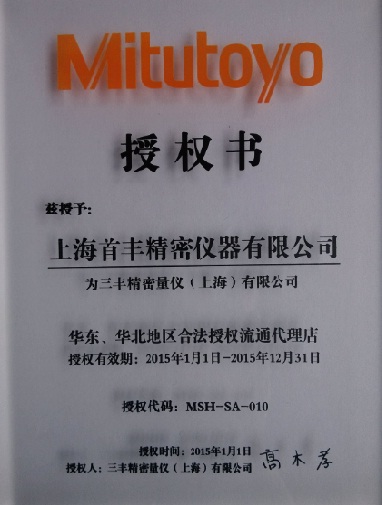 Mitutoyo
授权书
兹授予：
上海首丰精密仪器有限公司
为三丰精密量仪（上海）有限公司
华东、华北地区合法授权流通代理店
授权有效期：2015年1月1日-2015年12月31日
授权代码：MSH-SA-010
授权时间：2015年1月1日
授权人：三丰精密量仪（上海）有限公司
高木孝